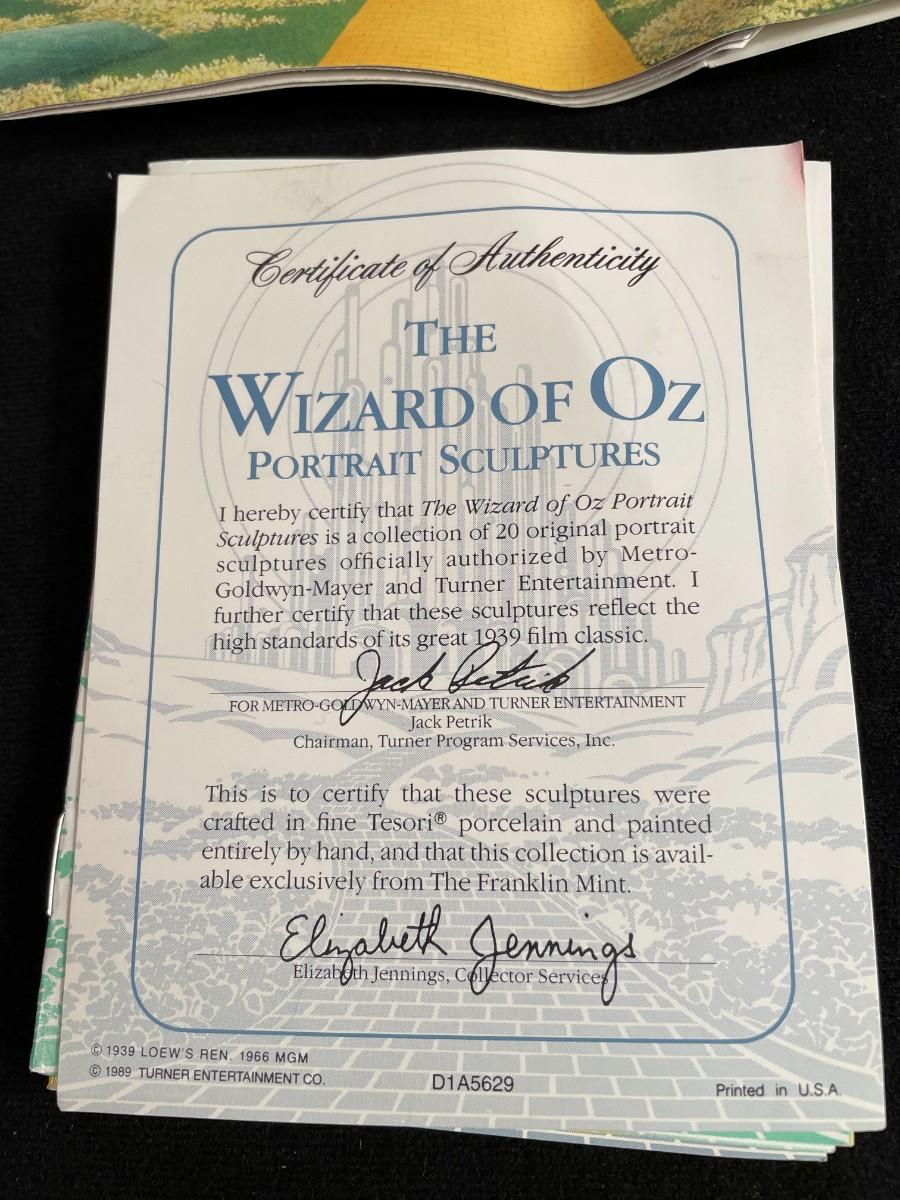 Certificate of Authenticity
THE
WIZARD OF OZ
PORTRAIT SCULPTURES
I hereby certify that The Wizard of Oz Portrait
Sculptures is a collection of 20 original portrait
sculptures officially authorized by Metro-
Goldwyn-Mayer and Turner Entertainment. I
further certify that these sculptures reflect the
high standards of its great 1939 film classic.
Jack Petrik
FOR METRO-GOLDWYN-MAYER AND TURNER ENTERTAINMENT
Jack Petrik
Chairman, Turner Program Services, Inc.
This is to certify that these sculptures were
crafted in fine Tesori® porcelain and painted
entirely by hand, and that this collection is avail-
able exclusively from The Franklin Mint.
Elizabeth Jennings
Elizabeth Jennings, Collector Services
© 1939 LOEW'S REN. 1966 MGM
© 1989 TURNER ENTERTAINMENT CO.
D1A5629
Printed in U.S.A.